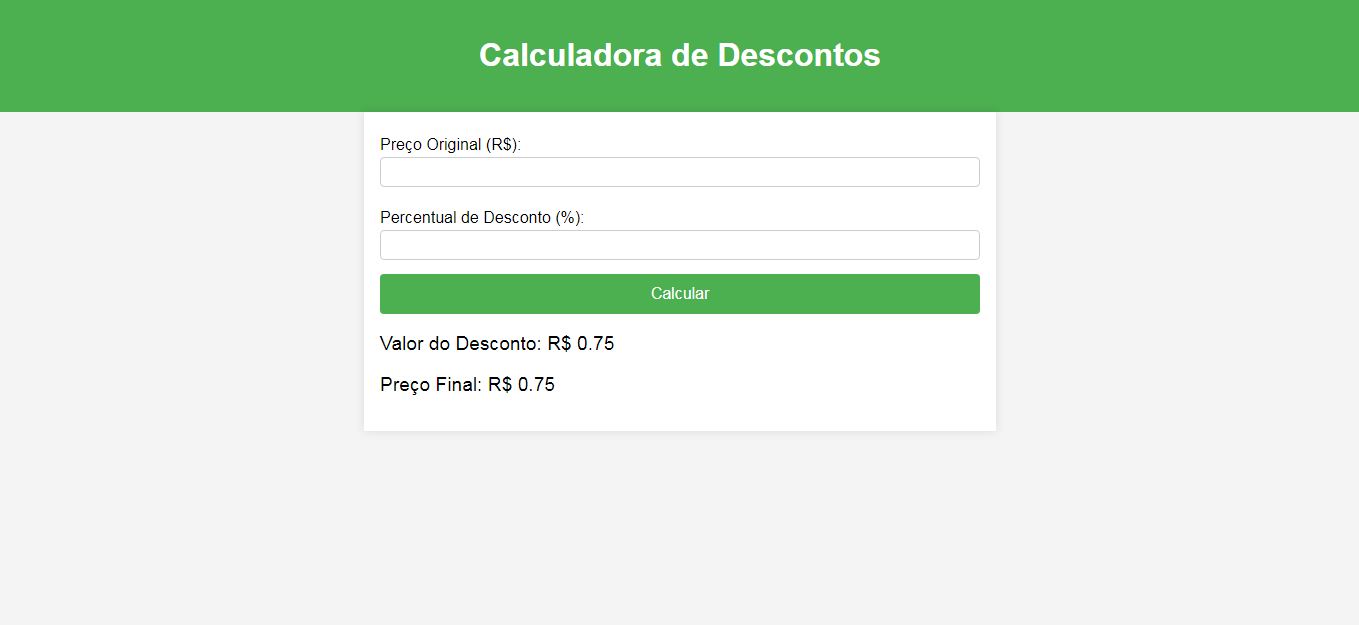 Calculadora de Descontos
Preço Original (R$):
Percentual de Desconto (%):
Calcular
Valor do Desconto: R$ 0.75
Preço Final: R$ 0.75